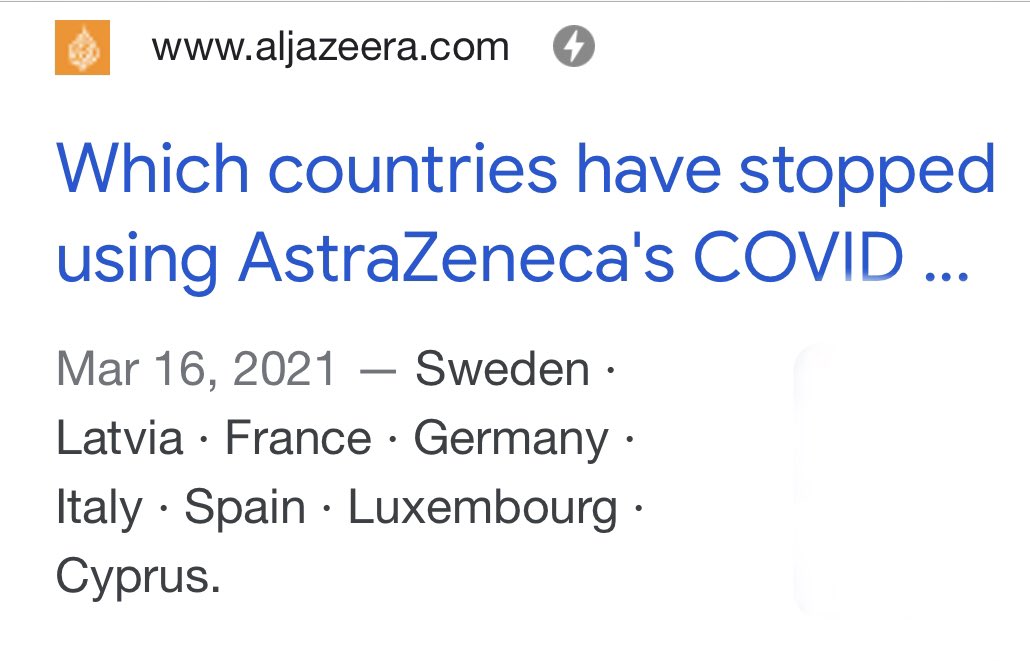 www.aljazeera.com
Which countries have stopped
using AstraZeneca's COVID ...
Mar 16, 2021 — Sweden ·
Latvia · France · Germany ·
Italy · Spain · Luxembourg ·
Cyprus.